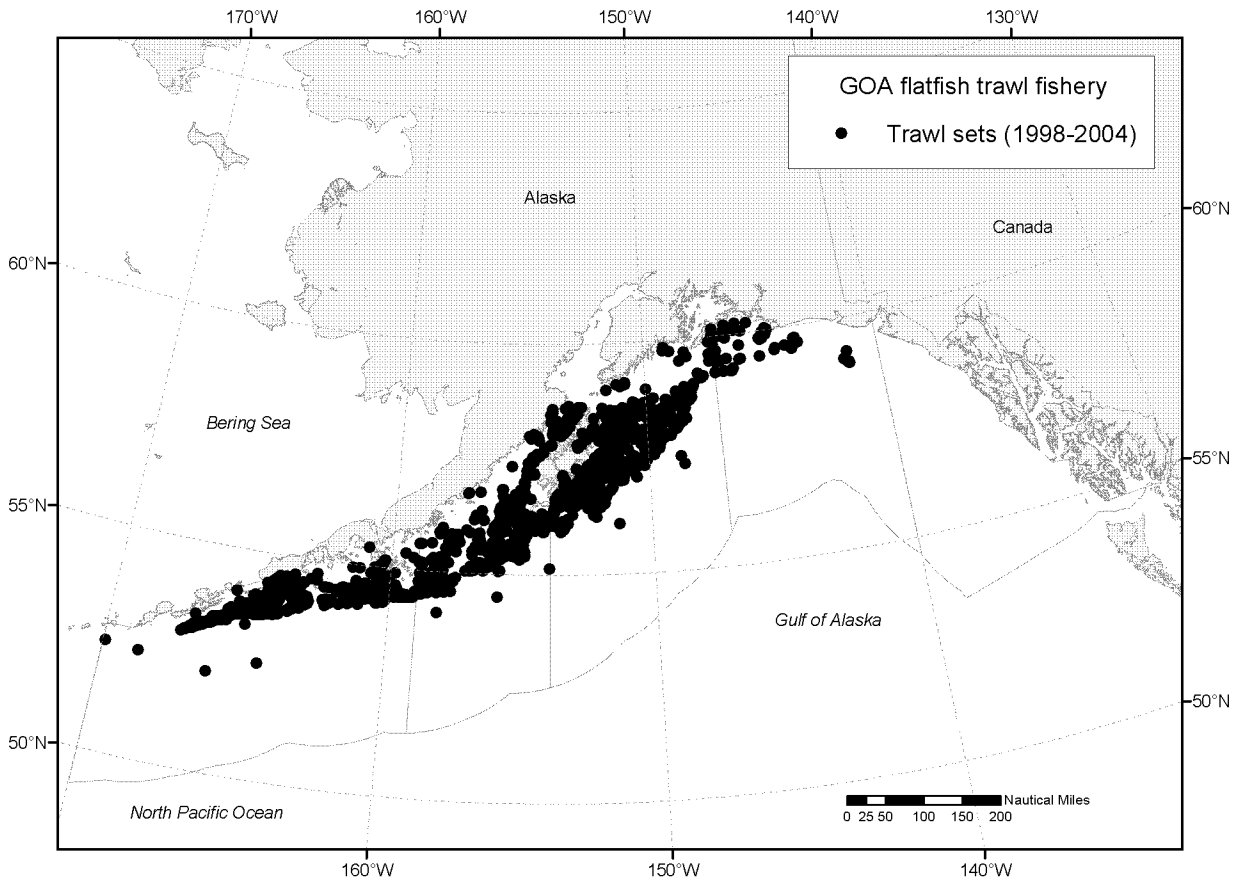 170°W 160°W 150°W 140°W 130°W
GOA flatfish trawl fishery
Trawl sets (1998-2004)
Alaska
60°N
Canada
60°N
Bering Sea
55°N
55°N
Gulf of Alaska
50°N
50°N
Nautical Miles
North Pacific Ocean
0 25 50 100 150 200
160°W 150°W 140°W